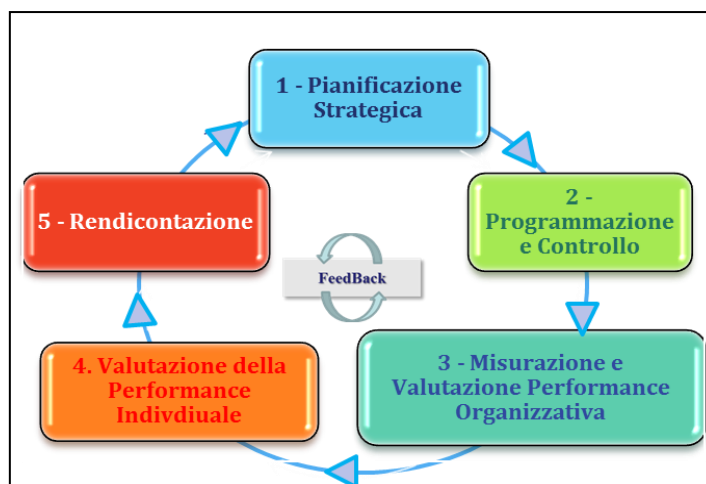 1 - Pianificazione
Strategica
2 -
Programmazione
e Controllo
3 - Misurazione e
Valutazione Performance
Organizzativa
4. Valutazione della
Performance
Indivdiuale
5 - Rendicontazione
FeedBack